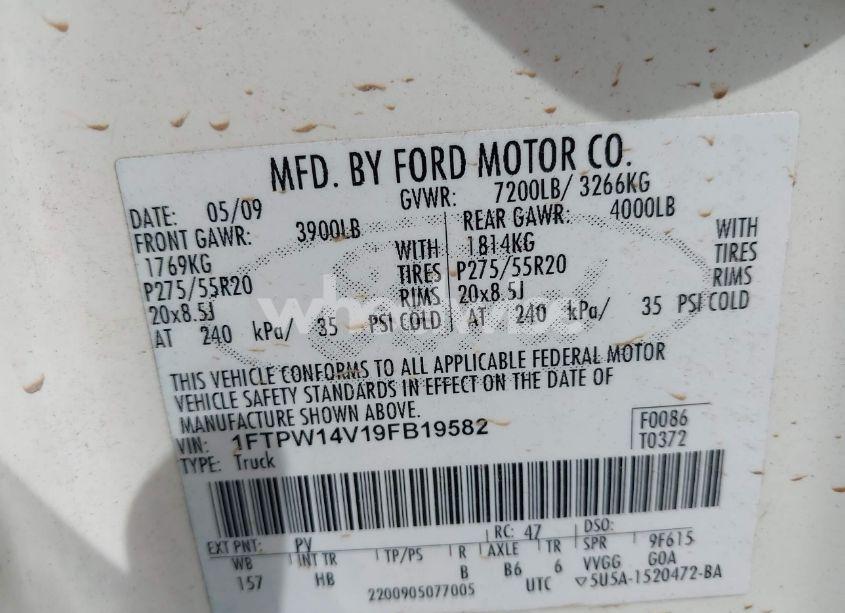 MFD. BY FORD MOTOR CO.
DATE: 05/09 GVWR: 7200LB/ 3266KG
FRONT GAWR: 3900LB REAR GAWR: 4000LB
1769KG WITH 1814KG WITH
P275/55R20 TIRES P275/55R20 TIRES
20x8.5J RIMS 20x8.5J RIMS
AT 240 kPa/ 35 PSI COLD AT 240 kPa/ 35 PSI COLD
THIS VEHICLE CONFORMS TO ALL APPLICABLE FEDERAL MOTOR
VEHICLE SAFETY STANDARDS IN EFFECT ON THE DATE OF
MANUFACTURE SHOWN ABOVE.
VIN: 1FTPW14V19FB19582 F0086
TYPE: Truck T0372
EXT PNT: PV RC: 47 DSO:
WB INT TR TP/PS R AXLE TR SPR 9F615
157 HB B B6 6 VVGG GOA
2200905077005 UTC ▽5U5A-1520472-BA